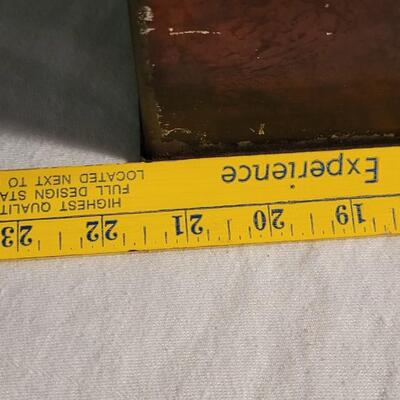 19 20 21 22 23
Experience
HIGHEST QUALIT
FULL DESIGN STA
LOCATED NEXT TO